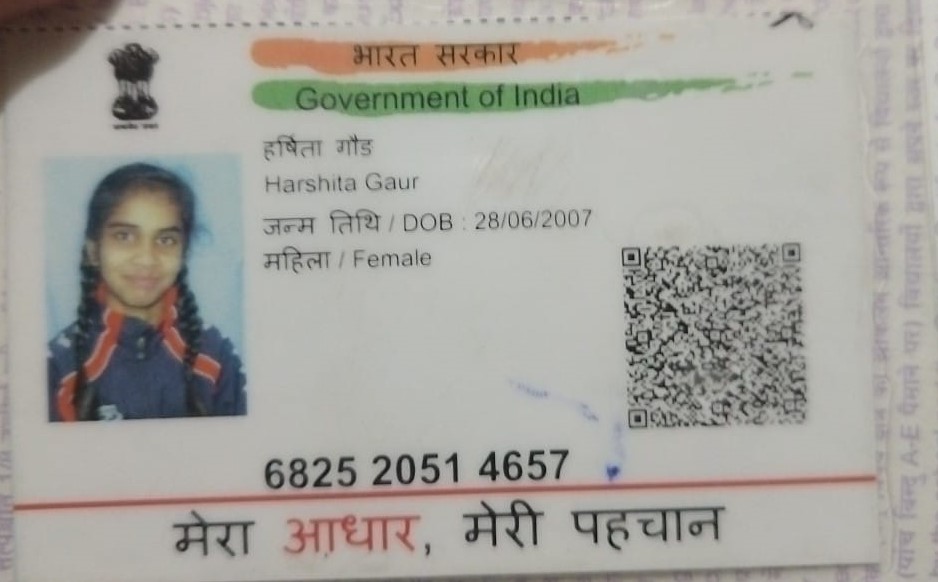 भारत सरकार
Government of India
हर्षिता गौड
Harshita Gaur
जन्म तिथि / DOB : 28/06/2007
महिला / Female
6825 2051 4657
मेरा आधार, मेरी पहचान